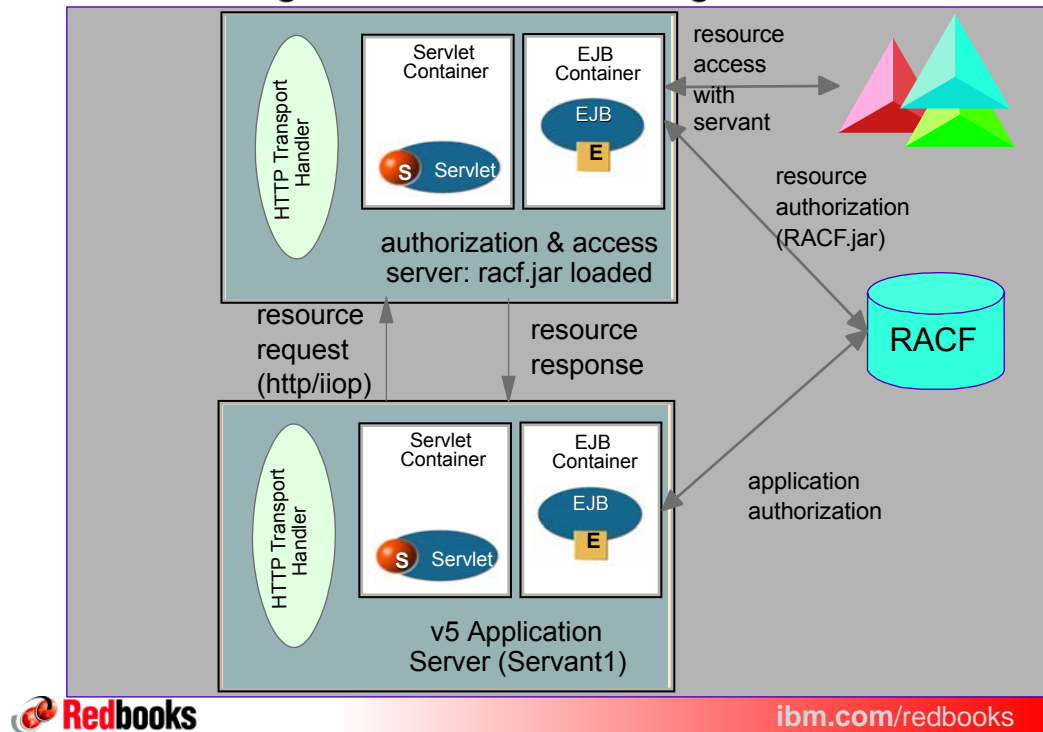 HTTP Transport
Handler
Servlet
Container
S
Servlet
EJB
Container
EJB
E
authorization & access
server: racf.jar loaded
resource
access
with
servant
resource
authorization
(RACF.jar)
RACF
resource
request
(http/iiop)
resource
response
HTTP Transport
Handler
Servlet
Container
S
Servlet
EJB
Container
EJB
E
v5 Application
Server (Servant1)
application
authorization
Redbooks
ibm.com/redbooks